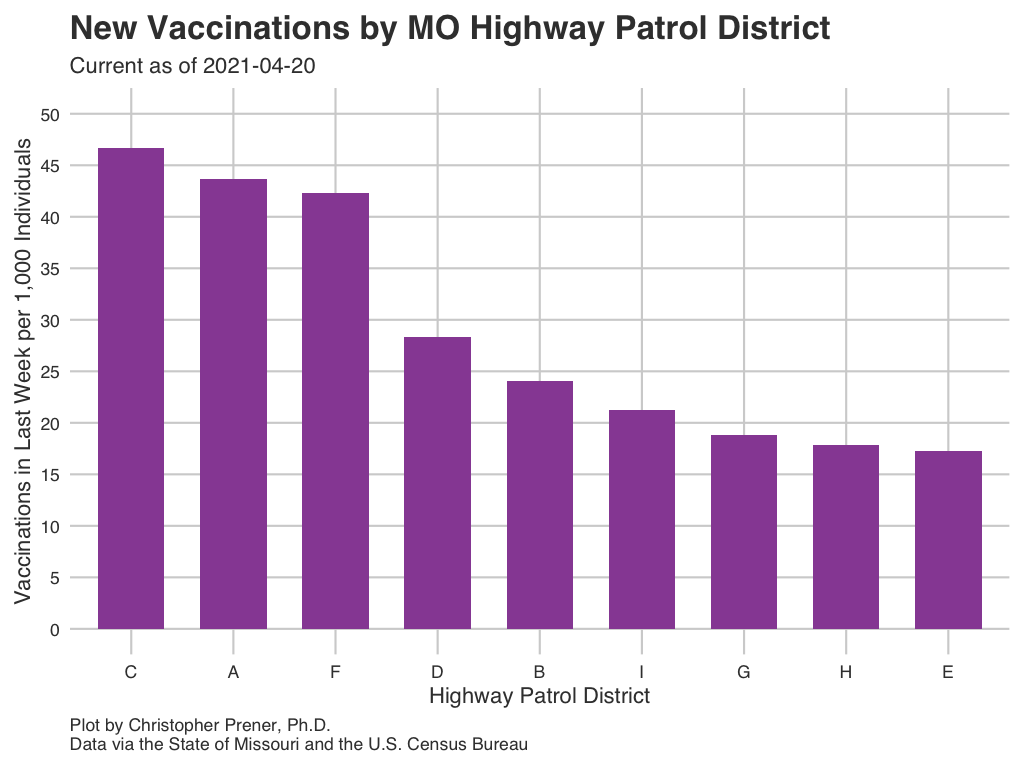 New Vaccinations by MO Highway Patrol District
Current as of 2021-04-20
Vaccinations in Last Week per 1,000 Individuals
50
45
40
35
30
25
20
15
10
5
0
C A F D B I G H E
Highway Patrol District
Plot by Christopher Prener, Ph.D.
Data via the State of Missouri and the U.S. Census Bureau